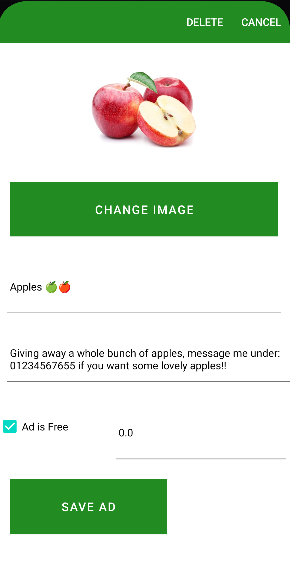 DELETE CANCEL
CHANGE IMAGE
Apples 🍏🍎
Giving away a whole bunch of apples, message me under:
01234567655 if you want some lovely apples!!
Ad is Free
0.0
SAVE AD